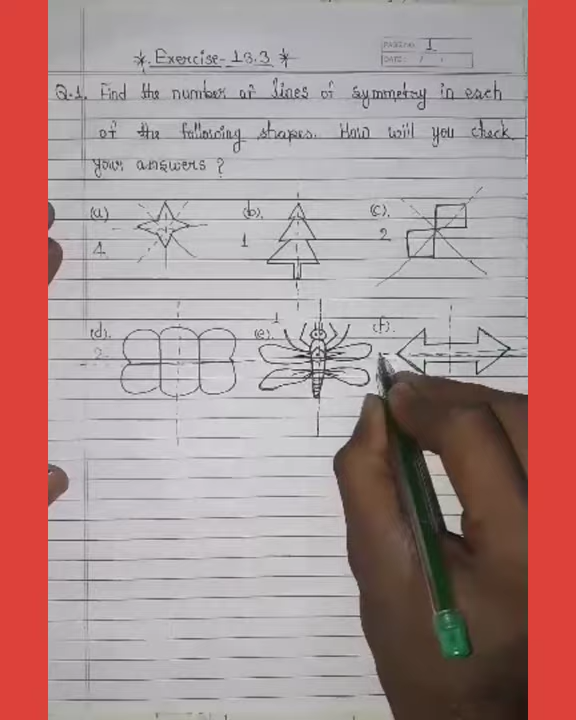 PAGE NO. 1
DATE: / /
* Exercise-13.3 *
Q.1. Find the number of lines of symmetry in each
of the following shapes. How will you check
your answers ?
(a) (b). (c).
4. 1 2
(d). (e). 1 (f).
2